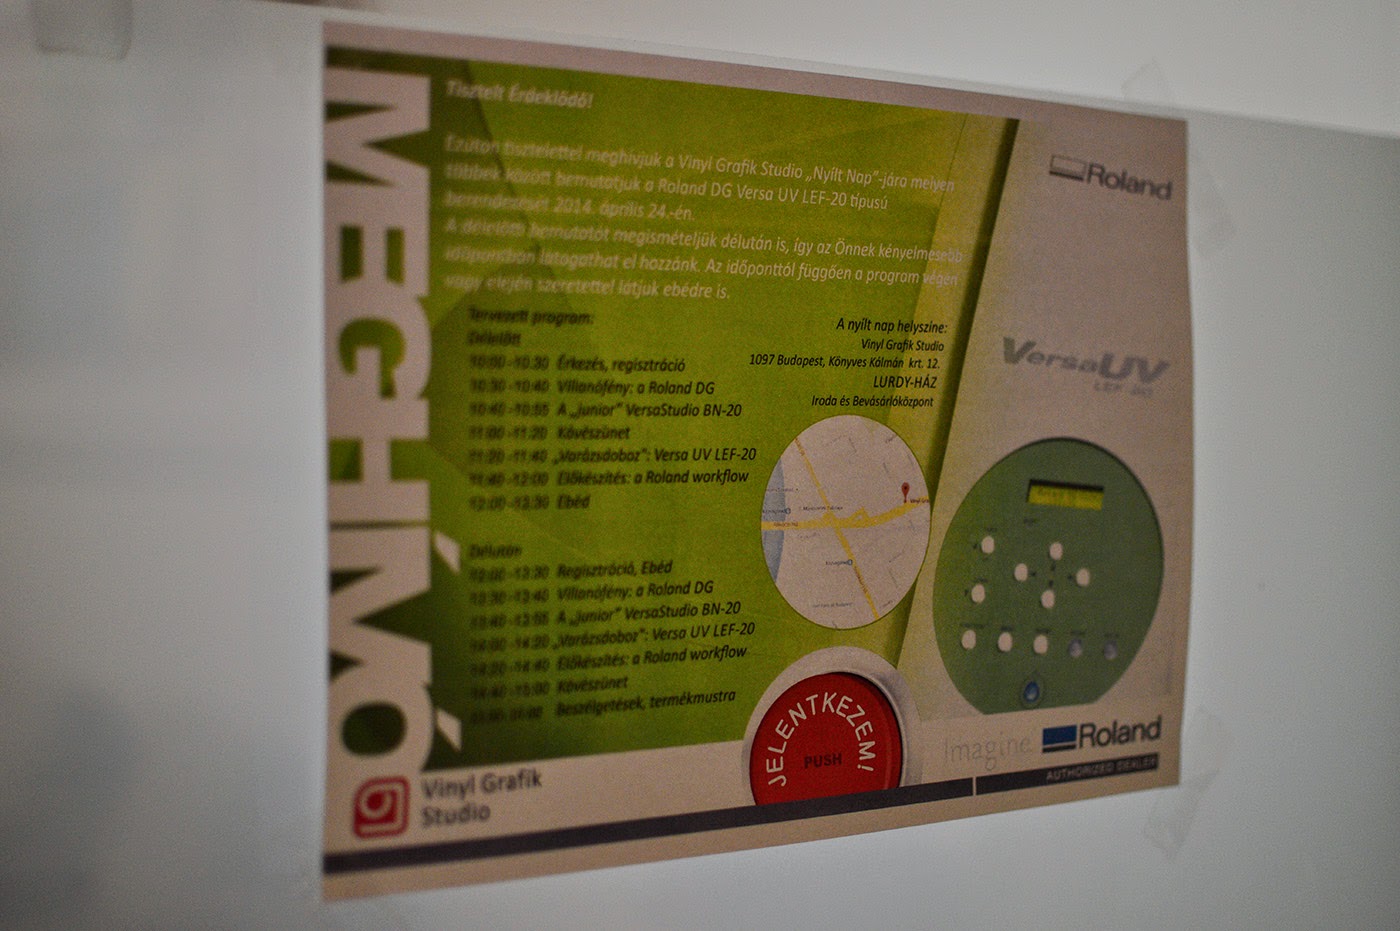 MEGHÍVÓ
Tisztelt Érdeklődő!
Ezúton tisztelettel meghívjuk a Vinyl Grafik Studio „Nyílt Nap”-jára melyen
többek között bemutatjuk a Roland DG Versa UV LEF-20 típusú
berendezését 2014. április 24.-én.
A délelőtti bemutatót megismételjük délután is, így az Önnek kényelmesebb
időpontban látogathat el hozzánk. Az időponttól függően a program végén
vagy elején szeretettel látjuk ebédre is.
Tervezett program:
Délelőtt
10:00 -10:30 Érkezés, regisztráció
10:30 -10:40 Villanófény: a Roland DG
10:40 -10:55 A „Junior” VersaStudio BN-20
11:00 -11:20 Kávészünet
11:20 -11:40 „Varázsdoboz”: Versa UV LEF-20
11:40 -12:00 Előkészítés: a Roland workflow
12:00 -12:30 Ebéd
Délután
12:00 -13:30 Regisztráció, Ebéd
13:30 -13:40 Villanófény: a Roland DG
13:40 -13:55 A „Junior” VersaStudio BN-20
14:00 -14:20 „Varázsdoboz”: Versa UV LEF-20
14:20 -14:40 Előkészítés: a Roland workflow
14:40 -15:00 Kávészünet
Beszélgetések, termékmustra
A nyílt nap helyszíne:
Vinyl Grafik Studio
1097 Budapest, Könyves Kálmán krt. 12.
LURDY-HÁZ
Iroda és Bevásárlóközpont
Roland
VersaUV
LEF-20
JELENTKEZEM!
PUSH
Imagine.
Roland
AUTHORIZED DEALER
Vinyl Grafik
Studio